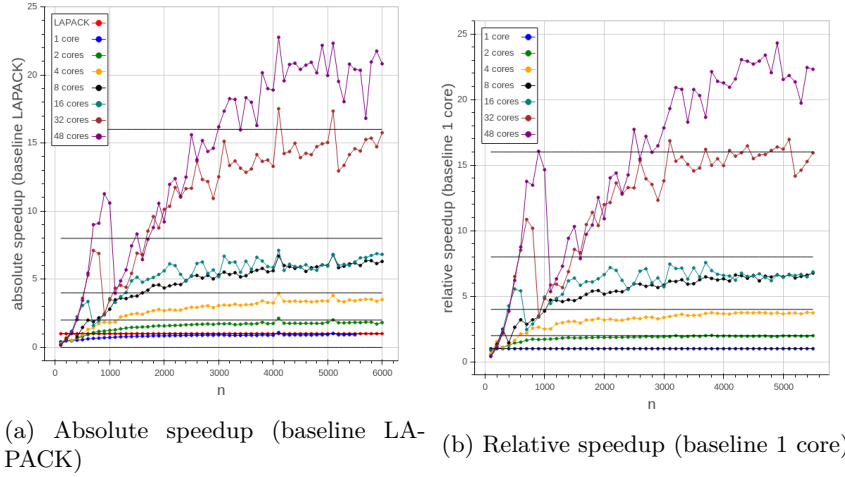 LAPACK
1 core
2 cores
4 cores
8 cores
16 cores
32 cores
48 cores
absolute speedup (baseline LAPACK)
25
20
15
10
5
0
0
1000
2000
3000
4000
5000
6000
n
1 core
2 cores
4 cores
8 cores
16 cores
32 cores
48 cores
relative speedup (baseline 1 core)
25
20
15
10
5
0
0
1000
2000
3000
4000
5000
n
(a) Absolute speedup (baseline LA-
PACK)
(b) Relative speedup (baseline 1 core)